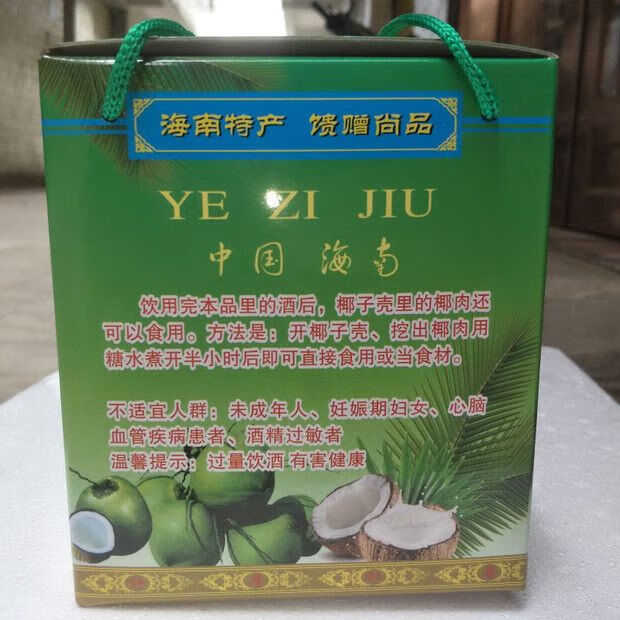 海南特产 馈赠尚品
YE ZI JIU
中国 海南
饮用完本品里的酒后，椰子壳里的椰肉还
可以食用。方法是：开椰子壳、挖出椰肉用
糖水煮开半小时后即可直接食用或当食材。
不适宜人群：未成年人、妊娠期妇女、心脑
血管疾病患者、酒精过敏者
温馨提示：过量饮酒 有害健康